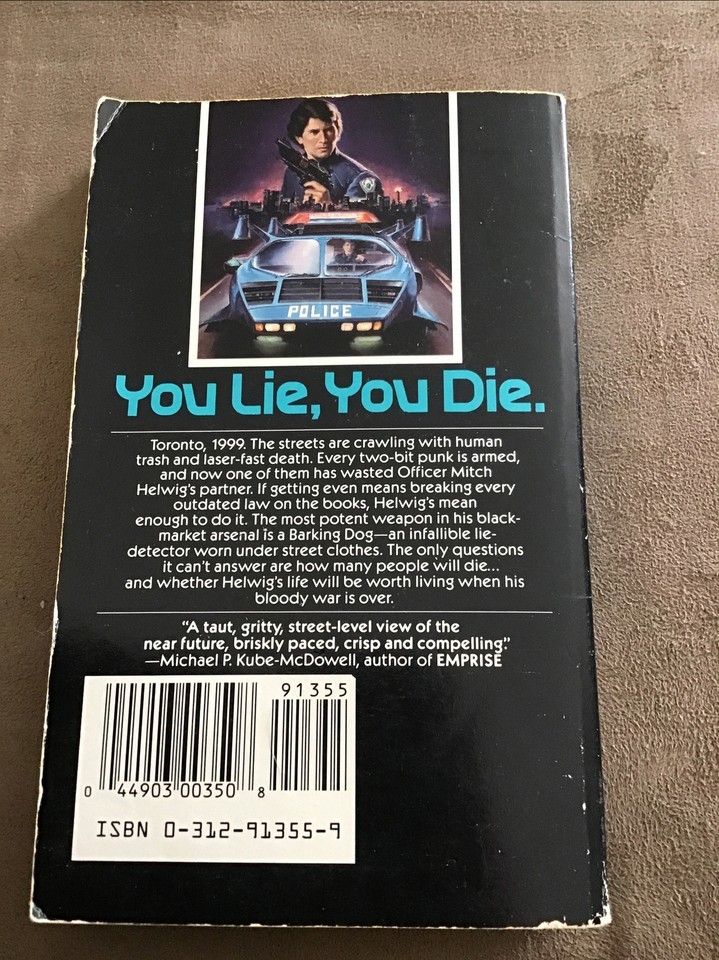 POLICE
You Lie, You Die.
Toronto, 1999. The streets are crawling with human
trash and laser-fast death. Every two-bit punk is armed,
and now one of them has wasted Officer Mitch
Helwig's partner. If getting even means breaking every
outdated law on the books, Helwig's mean
enough to do it. The most potent weapon in his black-
market arsenal is a Barking Dog—an infallible lie-
detector worn under street clothes. The only questions
it can't answer are how many people will die...
and whether Helwig's life will be worth living when his
bloody war is over.
"A taut, gritty, street-level view of the
near future, briskly paced, crisp and compelling."
—Michael P. Kube-McDowell, author of EMPRISE
91355
0 44903 00350 8
ISBN 0-312-91355-9